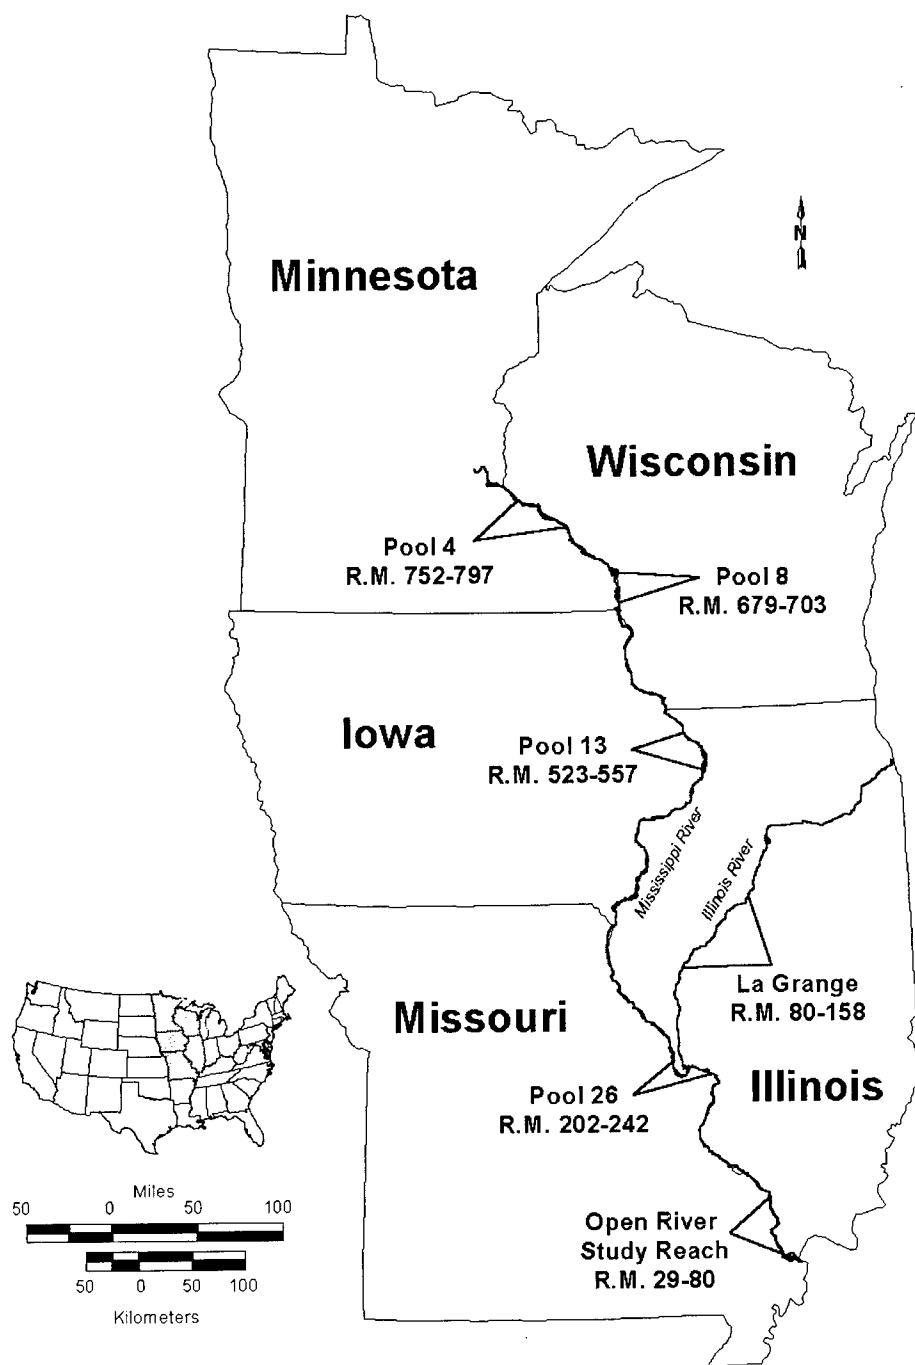 N
Minnesota
Wisconsin
Pool 4
R.M. 752-797
Pool 8
R.M. 679-703
Iowa
Pool 13
R.M. 523-557
Mississippi River
Illinois River
La Grange
R.M. 80-158
Missouri
Illinois
Pool 26
R.M. 202-242
Open River
Study Reach
R.M. 29-80
Miles
50 0 50 100
50 0 50 100
Kilometers